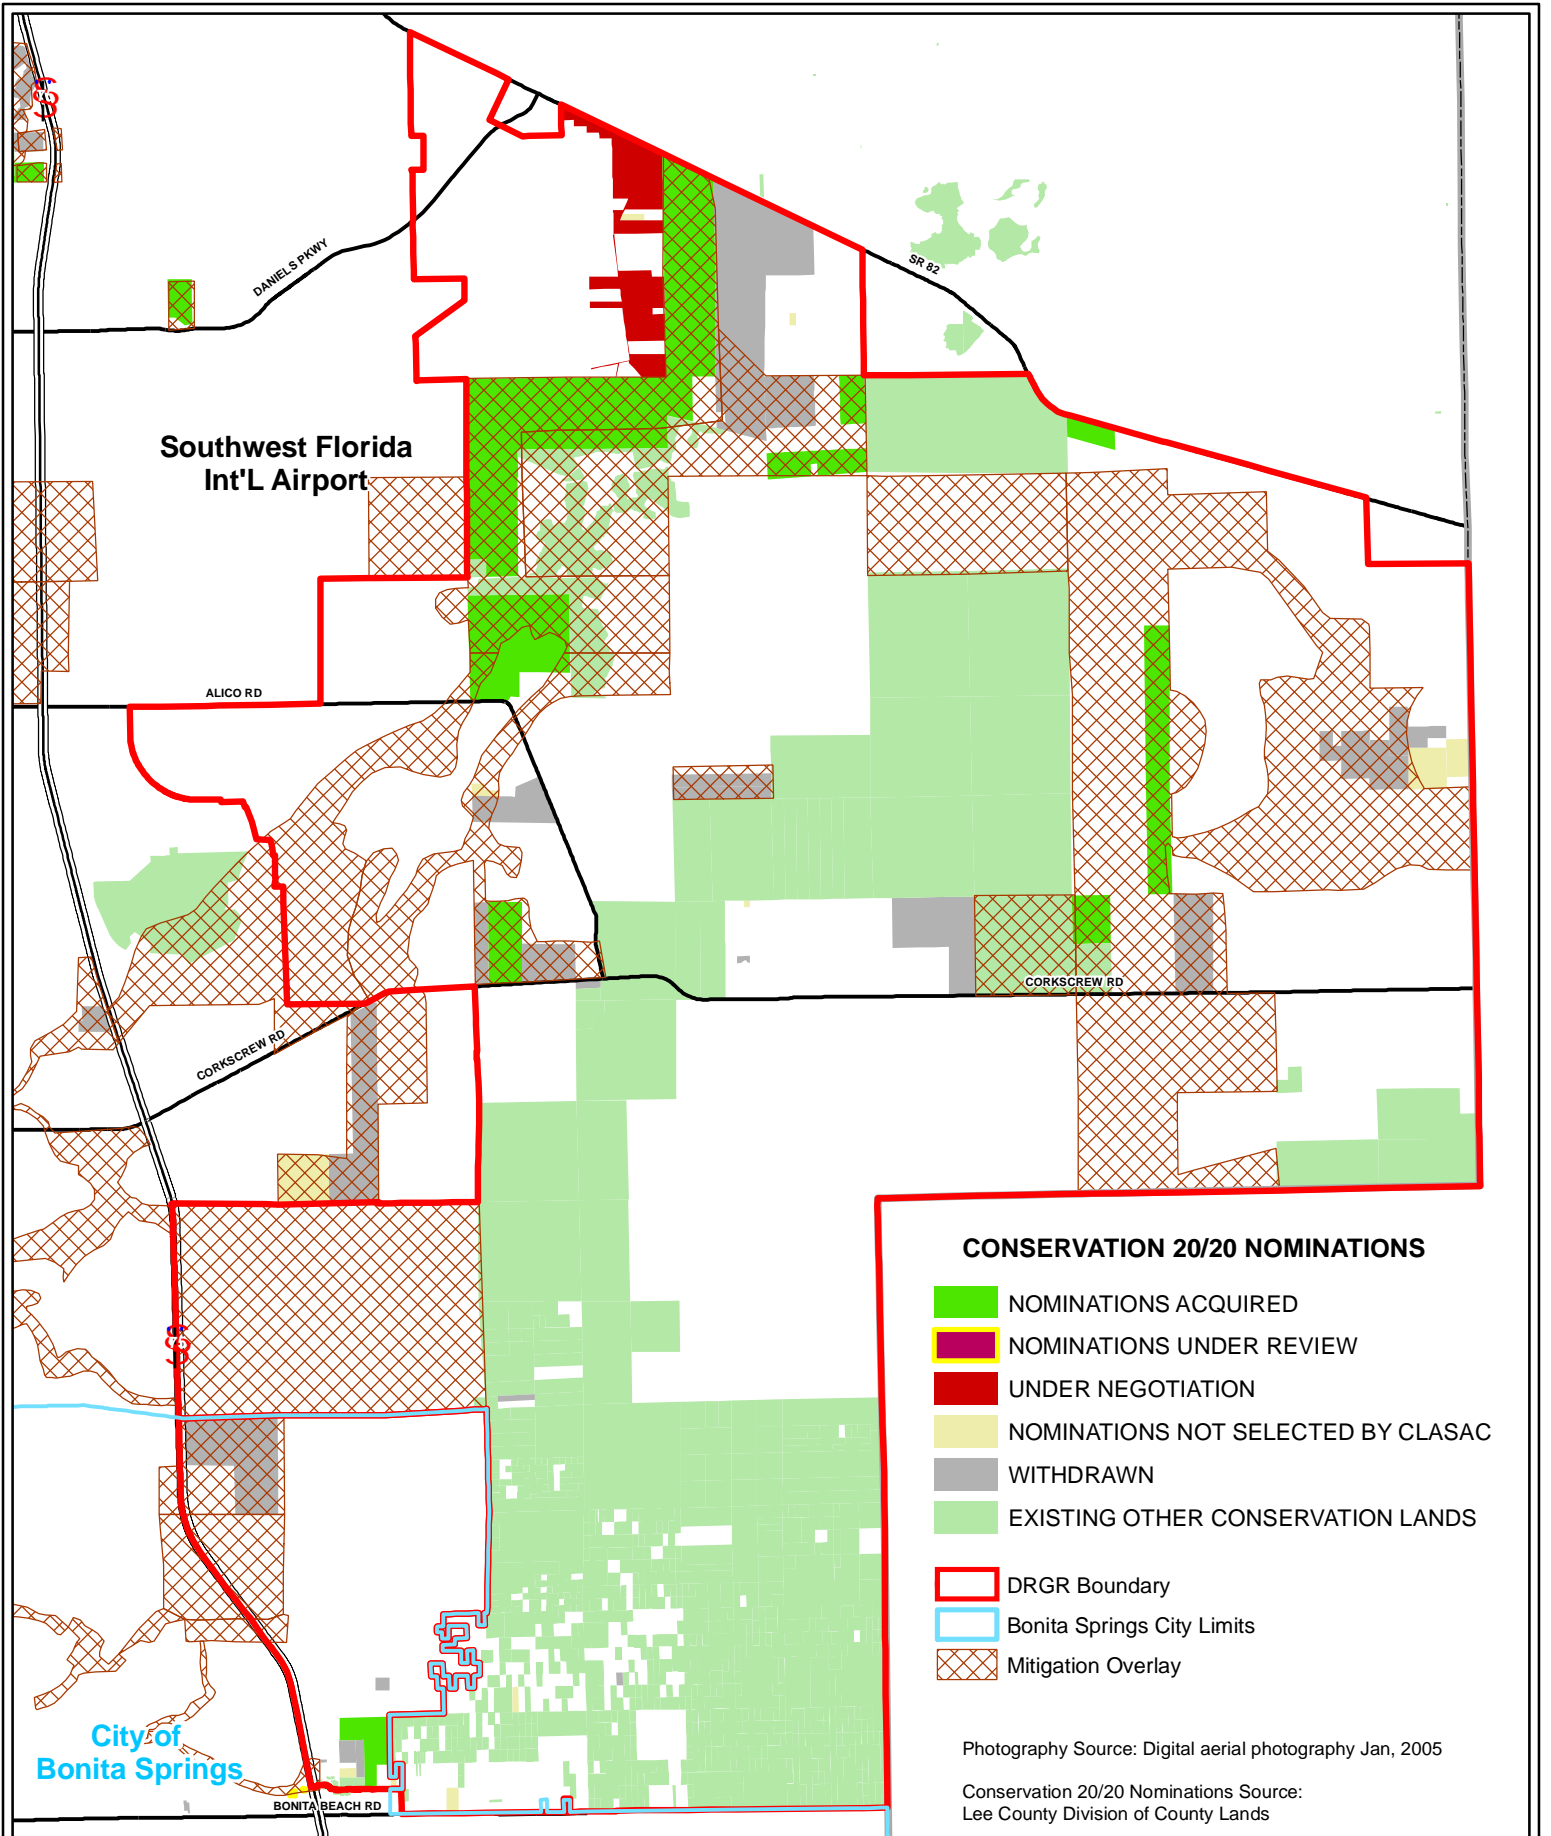 SR 82
DANIELS PKWY
Southwest Florida
Int'L Airport
ALICO RD
CORKSCREW RD
CORKSCREW RD
CONSERVATION 20/20 NOMINATIONS
NOMINATIONS ACQUIRED
NOMINATIONS UNDER REVIEW
UNDER NEGOTIATION
NOMINATIONS NOT SELECTED BY CLASAC
WITHDRAWN
EXISTING OTHER CONSERVATION LANDS
DRGR Boundary
Bonita Springs City Limits
Mitigation Overlay
City of
Bonita Springs
BONITA BEACH RD
Photography Source: Digital aerial photography Jan, 2005
Conservation 20/20 Nominations Source:
Lee County Division of County Lands